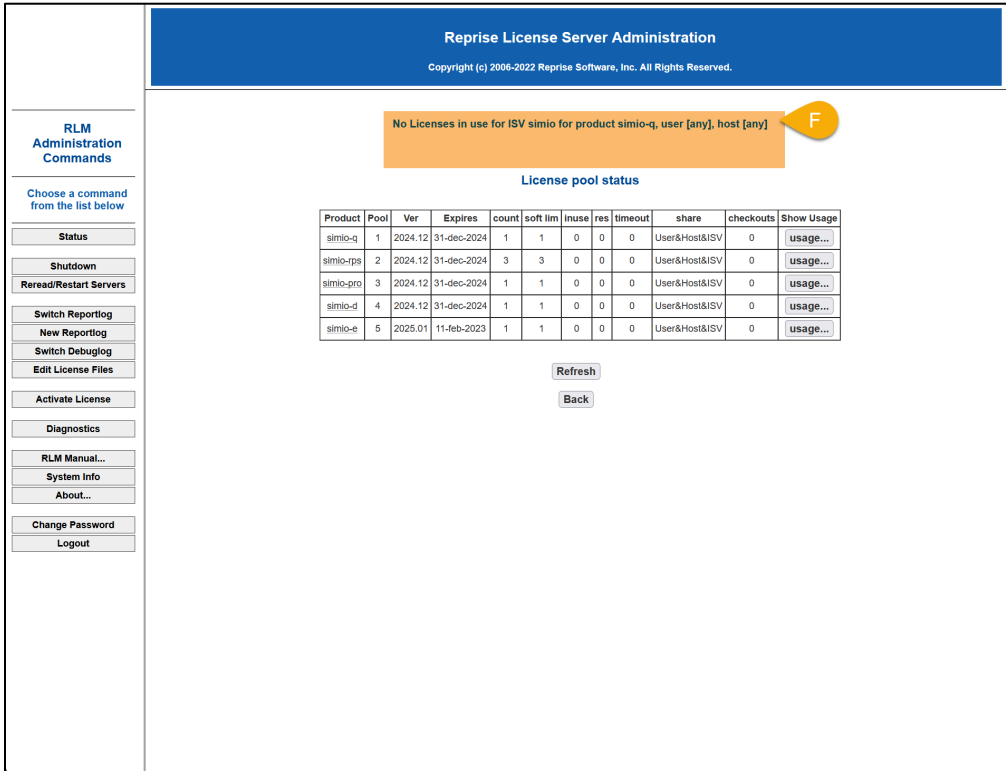 Reprise License Server Administration
Copyright (c) 2006-2022 Reprise Software, Inc. All Rights Reserved.
RLM
Administration
Commands
Choose a command
from the list below
Status
Shutdown
Reread/Restart Servers
Switch Reportlog
New Reportlog
Switch Debuglog
Edit License Files
Activate License
Diagnostics
RLM Manual...
System Info
About...
Change Password
Logout
No Licenses in use for ISV simio for product simio-q, user [any], host [any]
F
License pool status
Product Pool Ver Expires count soft lim inuse res timeout share checkouts Show Usage
simio-q 1 2024.12 31-dec-2024 1 1 0 0 0 User&Host&ISV 0 usage...
simio-rps 2 2024.12 31-dec-2024 3 3 0 0 0 User&Host&ISV 0 usage...
simio-pro 3 2024.12 31-dec-2024 1 1 0 0 0 User&Host&ISV 0 usage...
simio-d 4 2024.12 31-dec-2024 1 1 0 0 0 User&Host&ISV 0 usage...
simio-e 5 2025.01 11-feb-2023 1 1 0 0 0 User&Host&ISV 0 usage...
Refresh
Back